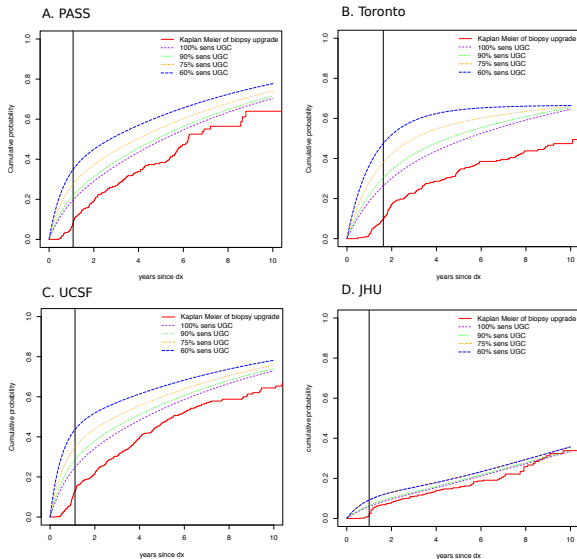 A. PASS
Kaplan Meier of biopsy upgrade
100% sens UGC
90% sens UGC
75% sens UGC
60% sens UGC
Cumulative probability
0.0 0.2 0.4 0.6 0.8 1.0
0 2 4 6 8 10
years since dx
B. Toronto
Kaplan Meier of biopsy upgrade
100% sens UGC
90% sens UGC
75% sens UGC
60% sens UGC
Cumulative probability
0.0 0.2 0.4 0.6 0.8 1.0
0 2 4 6 8 10
years since dx
C. UCSF
Kaplan Meier of biopsy upgrade
100% sens UGC
90% sens UGC
75% sens UGC
60% sens UGC
Cumulative probability
0.0 0.2 0.4 0.6 0.8 1.0
0 2 4 6 8 10
years since dx
D. JHU
Kaplan Meier of biopsy upgrade
100% sens UGC
90% sens UGC
75% sens UGC
60% sens UGC
cumulative probability
0.0 0.2 0.4 0.6 0.8 1.0
0 2 4 6 8 10
years since dx